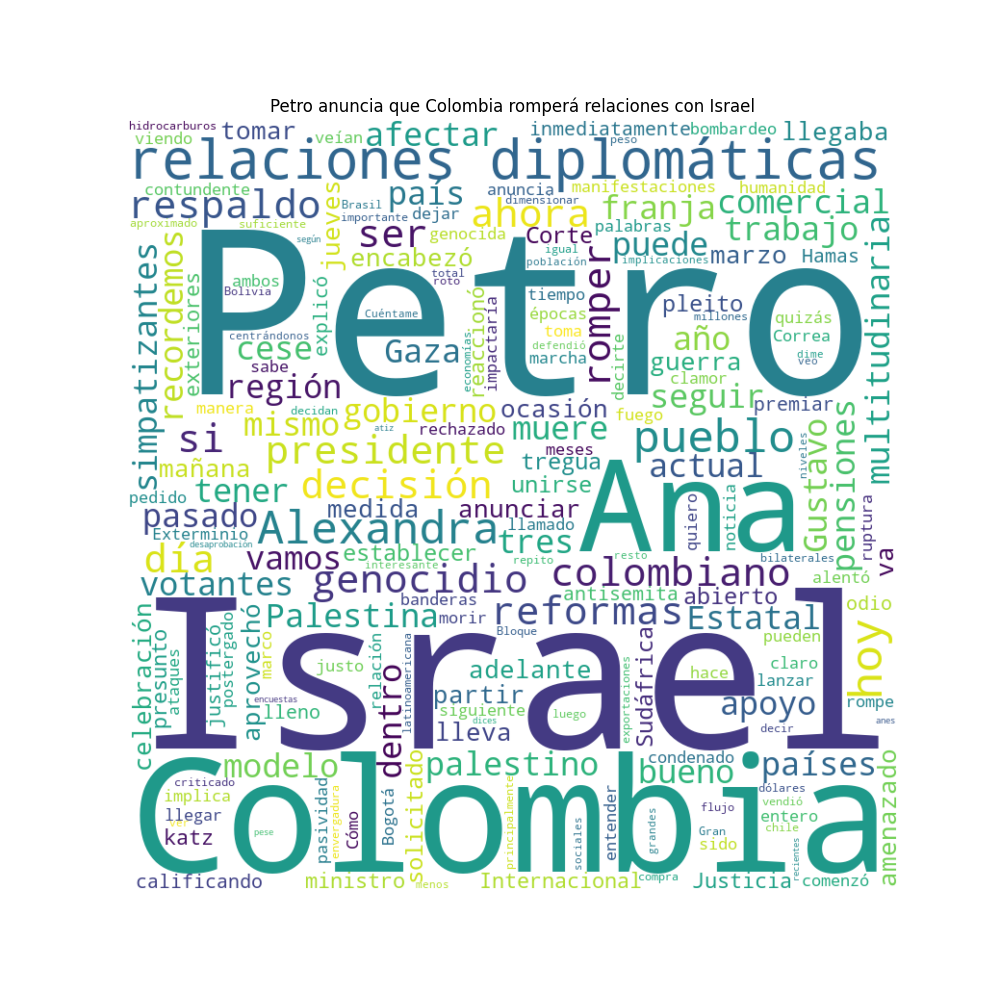 Petro anuncia que Colombia romperá relaciones con Israel
hidrocarburos tomar veían afectar inmediatamente bombardeo llegaba
viendo peso
relaciones diplomáticas
contundente país anuncia manifestaciones humanidad
respaldo Brasil dimensionar ahora franja comercial
importante dejar palabras
aproximado suficiente jueves ser genocida Corte puede trabajo
según encabezó igual implicaciones marzo Hamas
población
simpatizantes recordemos exteriores Petro romper multitudinaria
ambos Bolivia explicó total roto reaccionó impactaria tiempo pleito
Cuéntame épocas millones quizás
centrándonos toma año Correa
cese Gaza economías defendió marcha decirte guerra dime veo
sabe región clamor
manera decidan gobierno ocasión fuego seguir premiar
si mismo atiz rechazado muere pueblo niveles Gustavo pensiones
mañana presidente meses tregua actual
pedido tener decisión unirse Ana quiero noticia ruptura
pasado medida anunciar llamado
Exterminio Alexandra tres
desaprobación
día vamos establecer repito resto bilaterales va
interesante
votantes genocidio colombiano alentó
banderas antisemita abierto
celebración Palestina morir reformas Estatal odio hoy
presunto justificó postergado Bloque pueden
ataques aprovechó marco justo relación latinoamericana Israel Sudáfrica claro
adelante exportaciones hace lanzar
encuestas partir apoyo rompe
lleno siguiente dentro luego
dices lleva decir anes
modelo palestino condenado países
criticado bueno dólares amenazado
implica solicitado vendió
llegar pasividad envergadura Cómo Bogotá principalmente entender flujo Gran entero
ver Colombia chile
katz pese sociales grandes sido recientes
calificando ministro menos Internacional compra Justicia comenzó